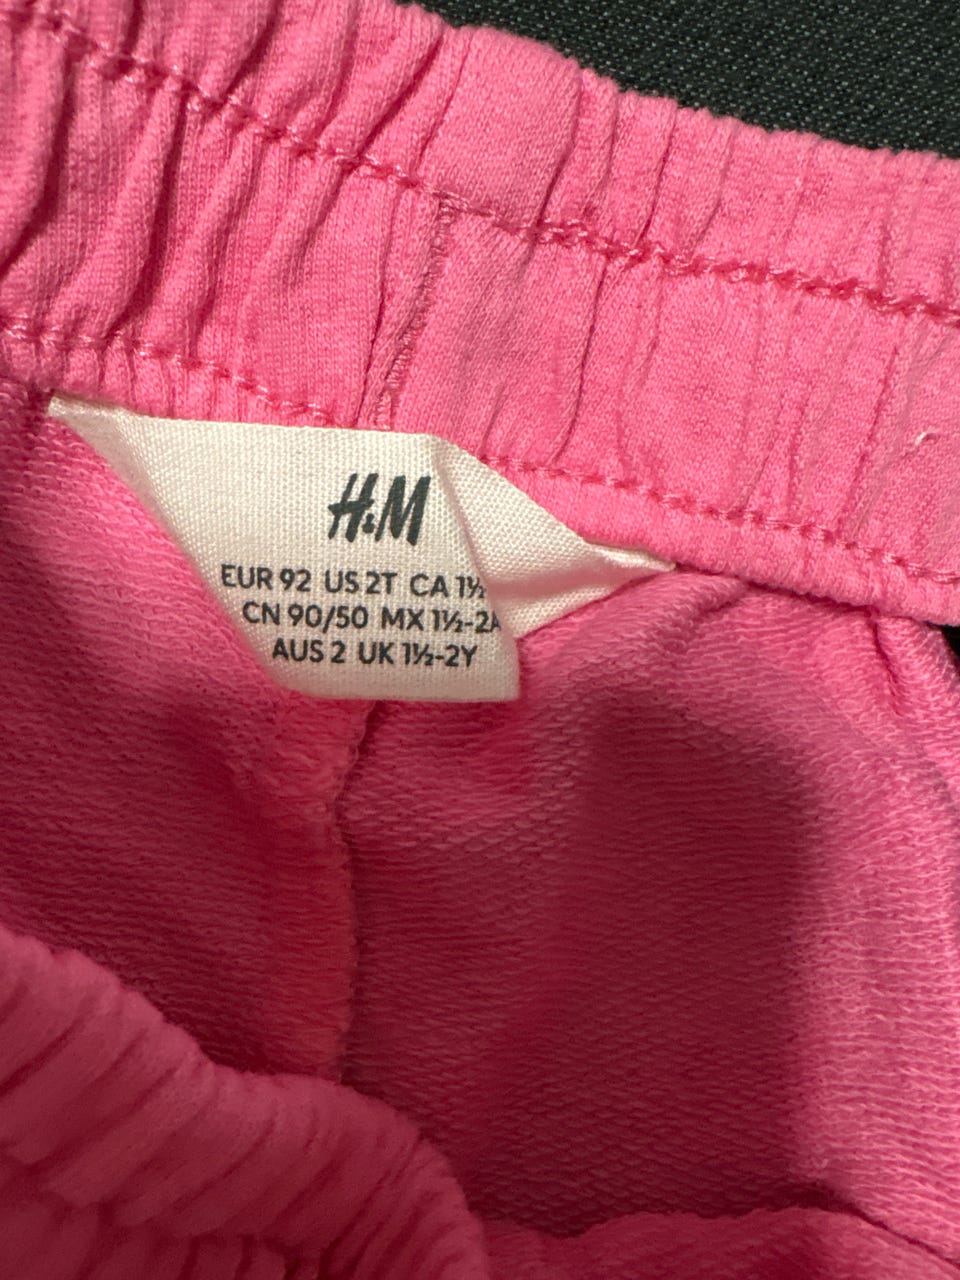 H&M
EUR 92 US 2T CA 1½
CN 90/50 MX 1½-2A
AUS 2 UK 1½-2Y